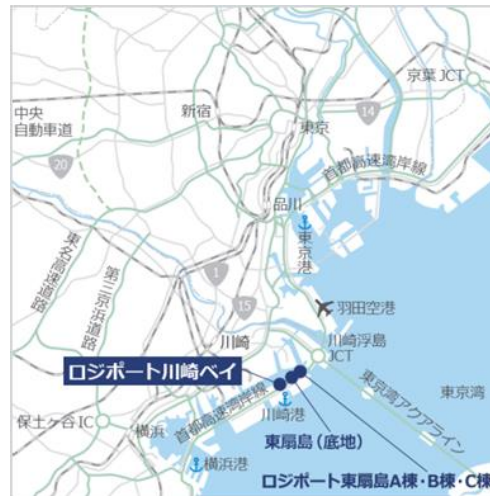 京葉JCT
中央
自動車道
新宿
14
東京
20
首都高速湾岸線
品川
東京港
東名高速道路
第三京浜道路
1
15
羽田空港
川崎
川崎浮島
JCT
ロジポート川崎ベイ
東京湾
東京湾アクアライン
保土ヶ谷IC
横浜
首都高速湾岸線
川崎港
東扇島(底地)
横浜港
ロジポート東扇島A棟・B棟・C棟